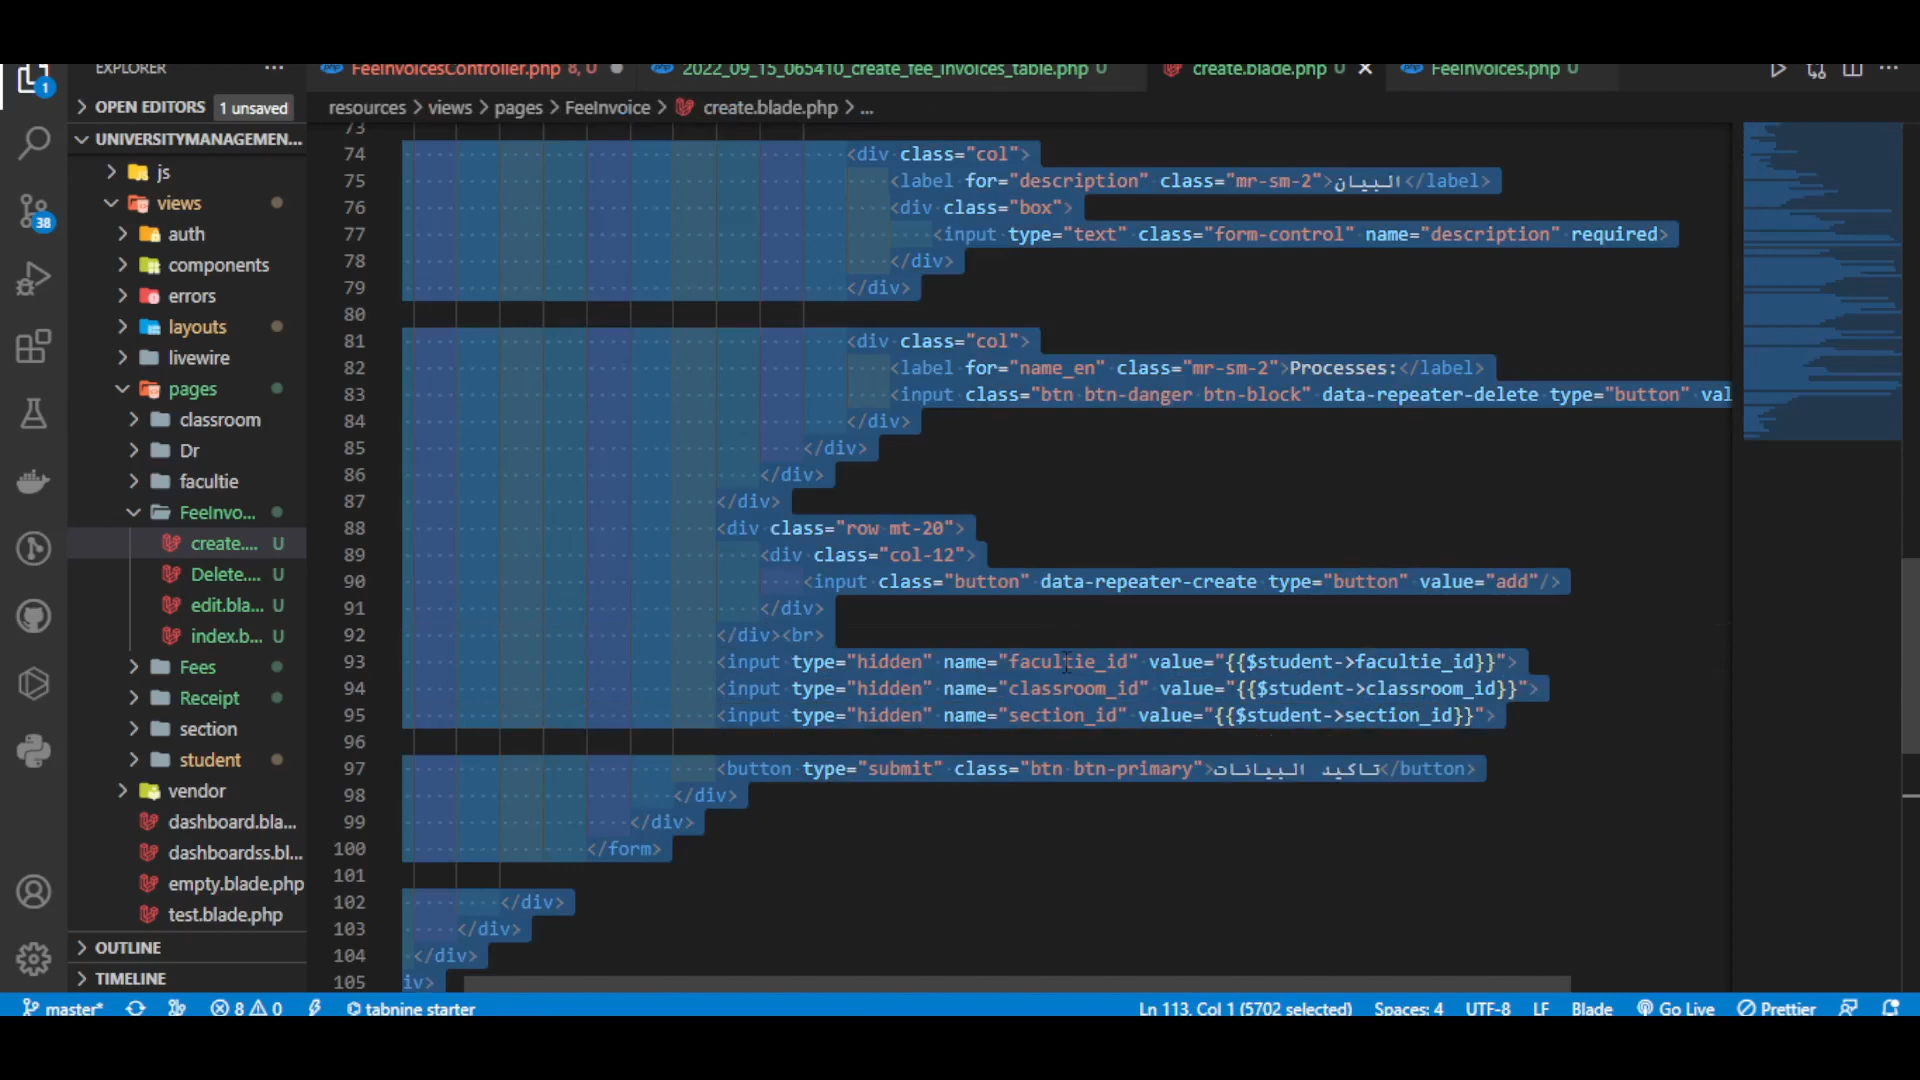 EXPLORER
FeeInvoicesController.php 8, U
2022_09_15_065410_create_fee_invoices_table.php U
create.blade.php U
FeeInvoices.php U
1
OPEN EDITORS 1 unsaved
resources > views > pages > FeeInvoice > create.blade.php > ...
UNIVERSITYMANAGEMEN...
js
views
auth
components
errors
layouts
livewire
pages
classroom
Dr
facultie
FeeInvo...
create.... U
Delete.... U
edit.bla... U
index.b... U
Fees
Receipt
section
student
vendor
dashboard.bla...
dashboardss.bl...
empty.blade.php
test.blade.php
OUTLINE
TIMELINE
38
73
74 <div class="col">
75 <label for="description" class="mr-sm-2">البيان</label>
76 <div class="box">
77 <input type="text" class="form-control" name="description" required>
78 </div>
79 </div>
80
81 <div class="col">
82 <label for="name_en" class="mr-sm-2">Processes:</label>
83 <input class="btn btn-danger btn-block" data-repeater-delete type="button" val
84 </div>
85 </div>
86 </div>
87 </div>
88 <div class="row mt-20">
89 <div class="col-12">
90 <input class="button" data-repeater-create type="button" value="add"/>
91 </div>
92 </div><br>
93 <input type="hidden" name="facultie_id" value="{{$student->facultie_id}}">
94 <input type="hidden" name="classroom_id" value="{{$student->classroom_id}}">
95 <input type="hidden" name="section_id" value="{{$student->section_id}}">
96
97 <button type="submit" class="btn btn-primary">تاكيد البيانات</button>
98 </div>
99 </div>
100 </form>
101
102 </div>
103 </div>
104 </div>
105 iv>
master* 8 0 tabnine starter
Ln 113, Col 1 (5702 selected) Spaces: 4 UTF-8 LF Blade Go Live Prettier